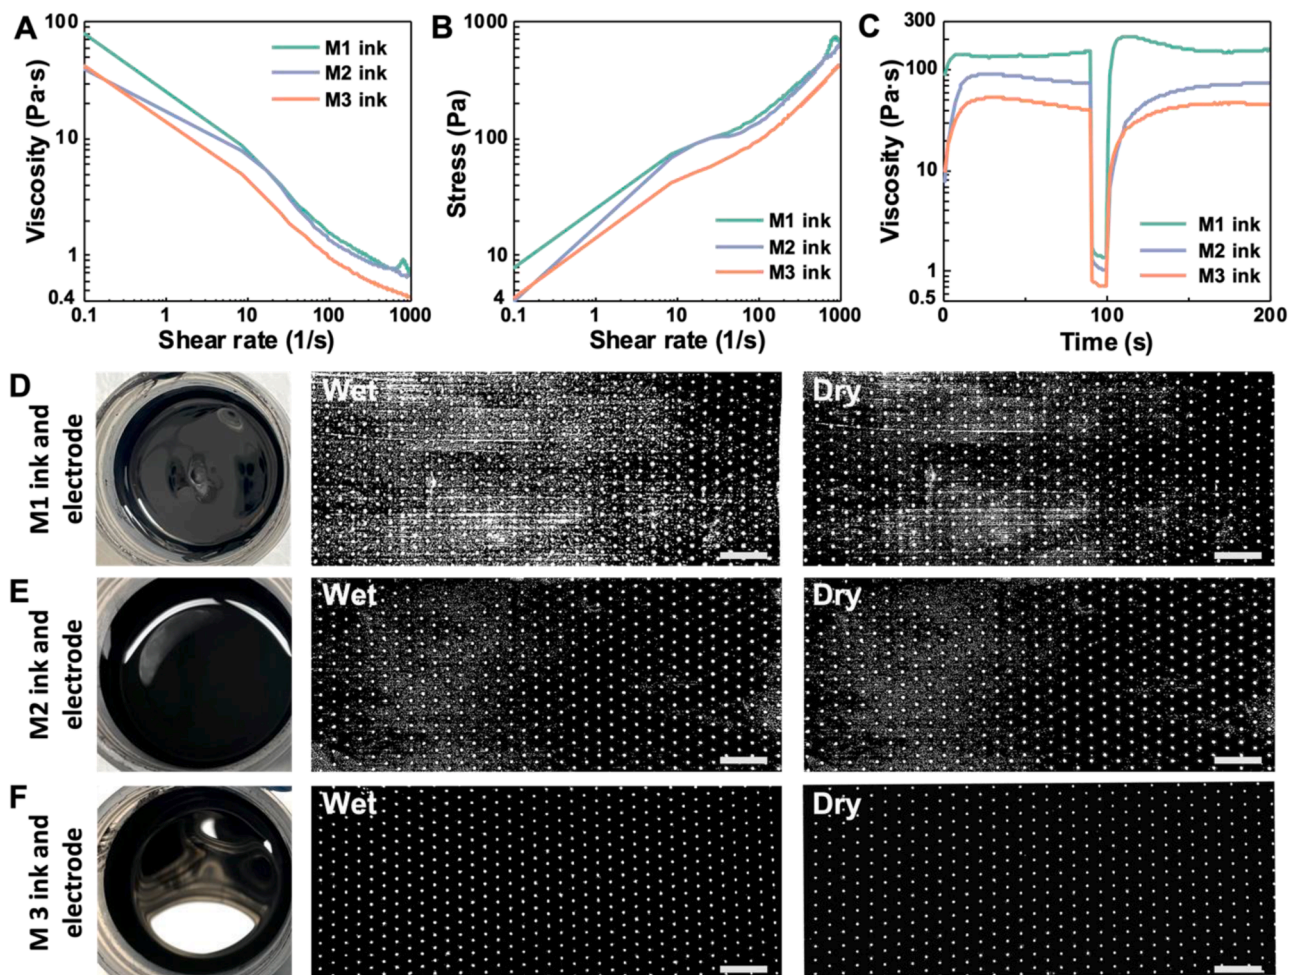 A
Viscosity (Pa·s)
100
10
1
0.4
M1 ink
M2 ink
M3 ink
0.1
1
10
100
1000
Shear rate (1/s)
B
Stress (Pa)
1000
100
10
4
M1 ink
M2 ink
M3 ink
0.1
1
10
100
1000
Shear rate (1/s)
C
Viscosity (Pa·s)
300
100
10
1
0.5
M1 ink
M2 ink
M3 ink
0
100
200
Time (s)
D
M1 ink and
electrode
Wet
Dry
E
M2 ink and
electrode
Wet
Dry
F
M 3 ink and
electrode
Wet
Dry